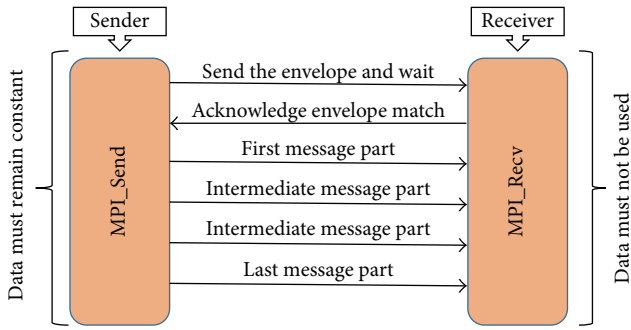 Sender
Receiver
Data must remain constant
MPI_Send
Send the envelope and wait
Acknowledge envelope match
First message part
Intermediate message part
Intermediate message part
Last message part
MPI_Recv
Data must not be used